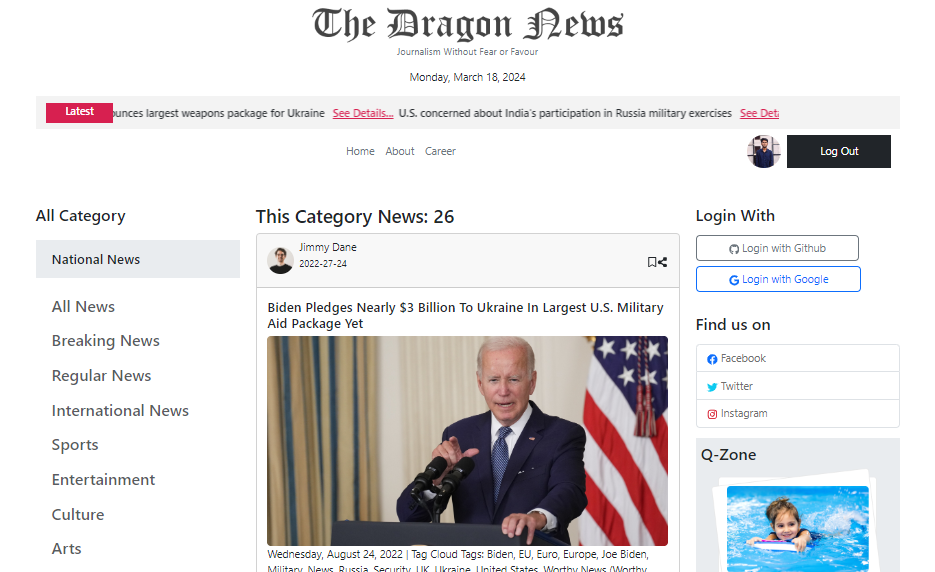 The Dragon News
Journalism Without Fear or Favour
Monday, March 18, 2024
Latest
ounces largest weapons package for Ukraine See Details... U.S. concerned about India's participation in Russia military exercises See Deta
Home About Career
Log Out
All Category
National News
All News
Breaking News
Regular News
International News
Sports
Entertainment
Culture
Arts
This Category News: 26
Jimmy Dane
2022-27-24
Biden Pledges Nearly $3 Billion To Ukraine In Largest U.S. Military
Aid Package Yet
Wednesday, August 24, 2022 | Tag Cloud Tags: Biden, EU, Euro, Europe, Joe Biden,
Military, News, Russia, Security, UK, Ukraine, United States, Worthy News (Worthy
Login With
Login with Github
Login with Google
Find us on
Facebook
Twitter
Instagram
Q-Zone